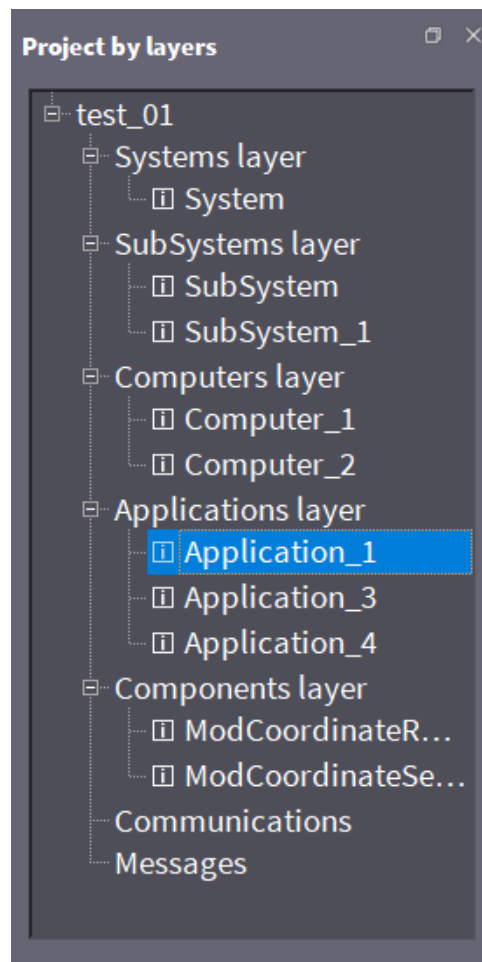 Project by layers
test_01
Systems layer
System
SubSystems layer
SubSystem
SubSystem_1
Computers layer
Computer_1
Computer_2
Applications layer
Application_1
Application_3
Application_4
Components layer
ModCoordinateR...
ModCoordinateSe...
Communications
Messages